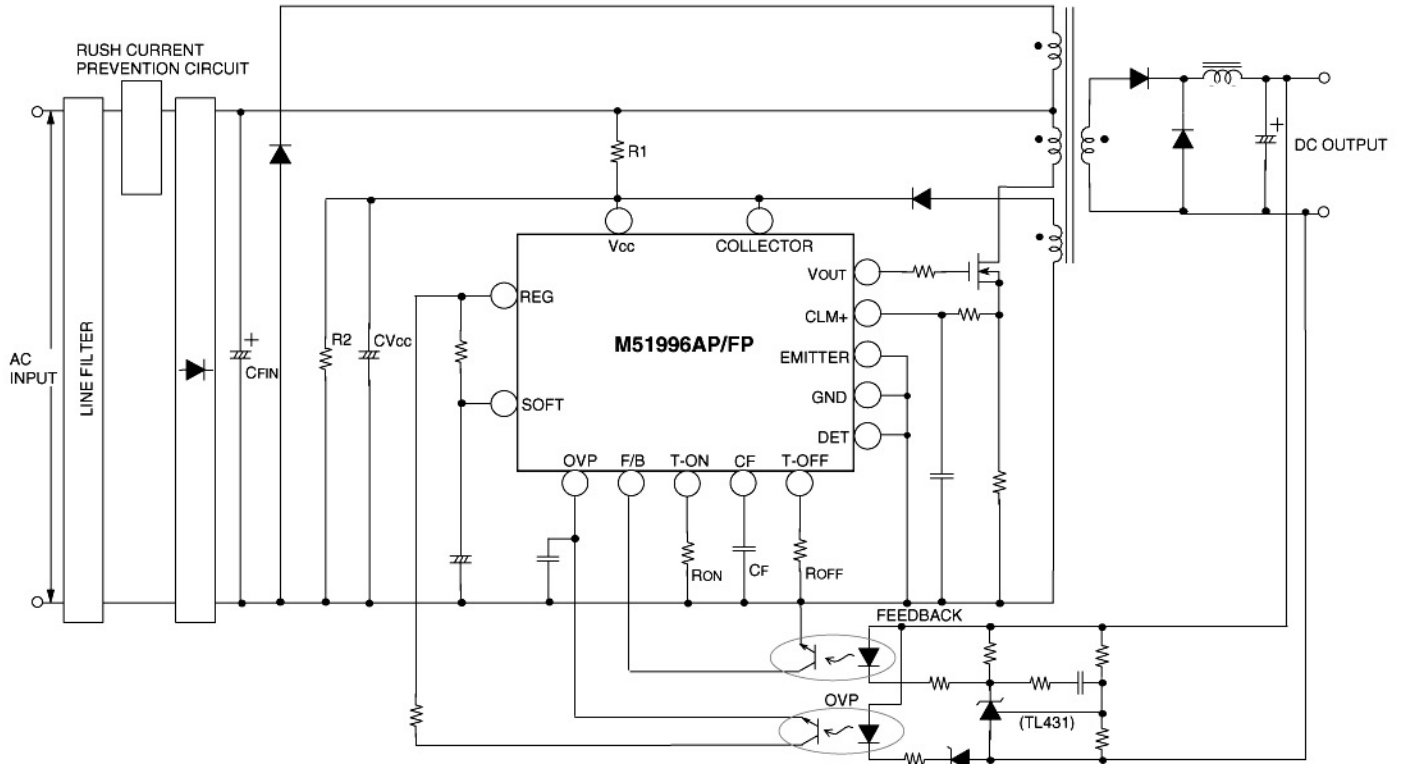 RUSH CURRENT
PREVENTION CIRCUIT
+
DC OUTPUT
R1
Vcc
COLLECTOR
VOUT
REG
CLM+
LINE FILTER
AC
INPUT
+
CFIN
R2
CVcc
M51996AP/FP
EMITTER
GND
SOFT
DET
OVP
F/B
T-ON
CF
T-OFF
RON
CF
ROFF
FEEDBACK
OVP
(TL431)